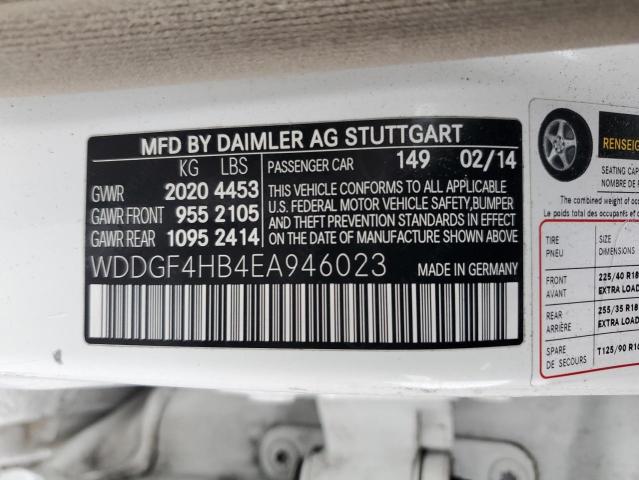 MFD BY DAIMLER AG STUTTGART
KG LBS
PASSENGER CAR 149 02/14
GVWR 2020 4453
GAWR FRONT 955 2105
GAWR REAR 1095 2414
THIS VEHICLE CONFORMS TO ALL APPLICABLE
U.S. FEDERAL MOTOR VEHICLE SAFETY,BUMPER
AND THEFT PREVENTION STANDARDS IN EFFECT
ON THE DATE OF MANUFACTURE SHOWN ABOVE.
WDDGF4HB4EA946023
MADE IN GERMANY
RENSEIG
SEATING CAP
NOMBRE DE
The combined weight of occ
Le poids total des occupants
TIRE SIZE
PNEU DIMENSIONS
FRONT 225/40 R18
AVANT EXTRA LOAD
REAR 255/35 R18
ARRIÈRE EXTRA LOAD
SPARE T125/90 R16
DE SECOURS